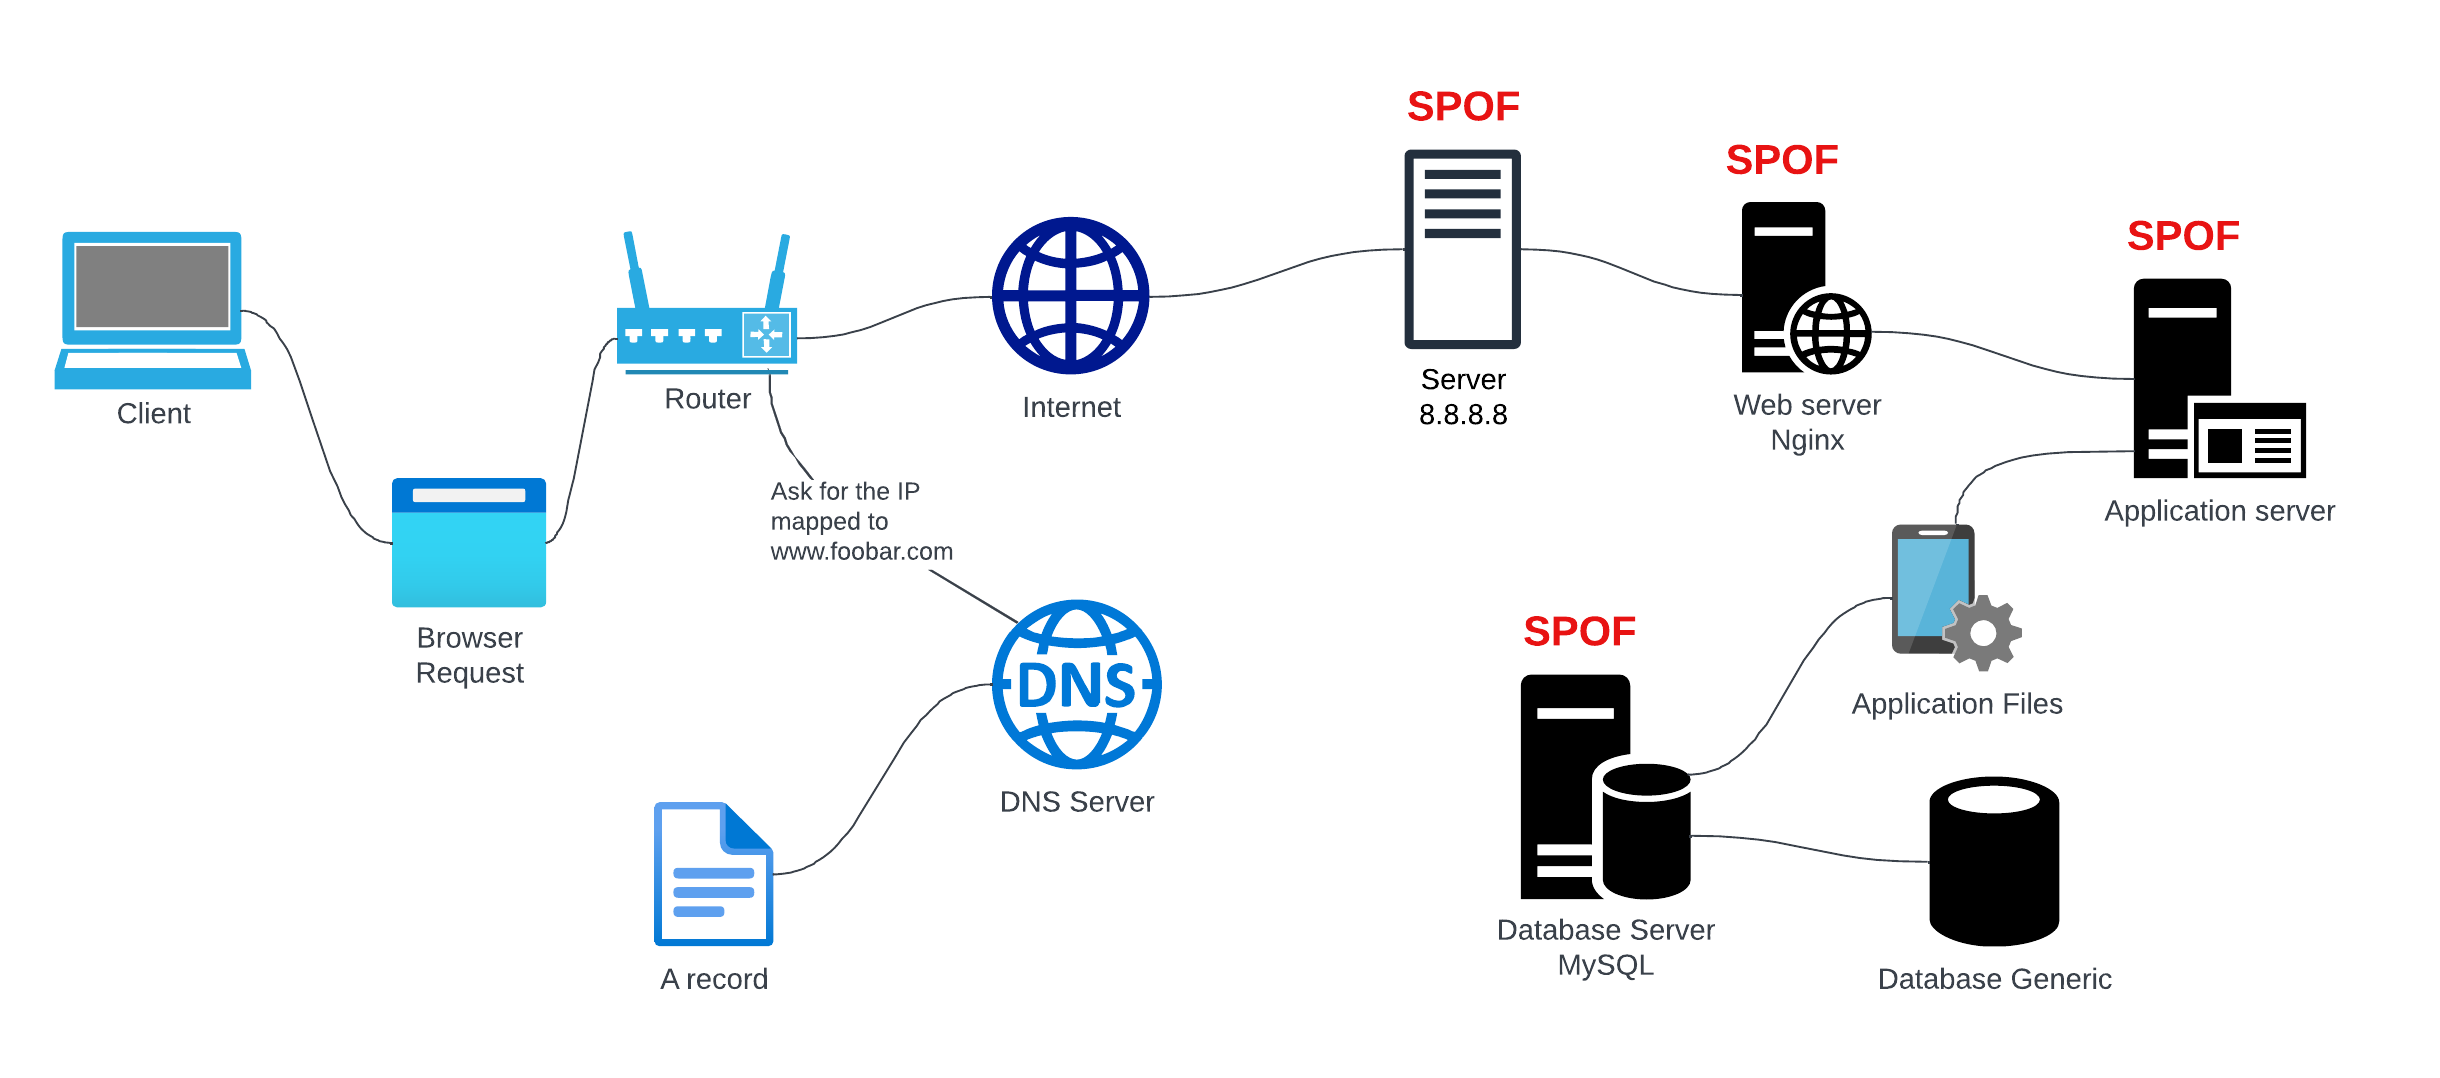 SPOF
SPOF
SPOF
Client
Router
Internet
Server
8.8.8.8
Web server
Nginx
Application server
Ask for the IP
mapped to
www.foobar.com
Browser
Request
SPOF
DNS
Application Files
DNS Server
Database Server
MySQL
A record
Database Generic